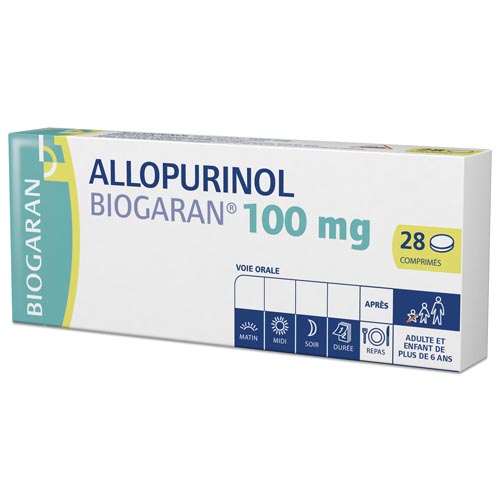 BIOGARAN
ALLOPURINOL
BIOGARAN® 100 mg
28
COMPRIMÉS
VOIE ORALE
APRÈS
MATIN
MIDI
SOIR
DURÉE
REPAS
ADULTE ET
ENFANT DE
PLUS DE 6 ANS